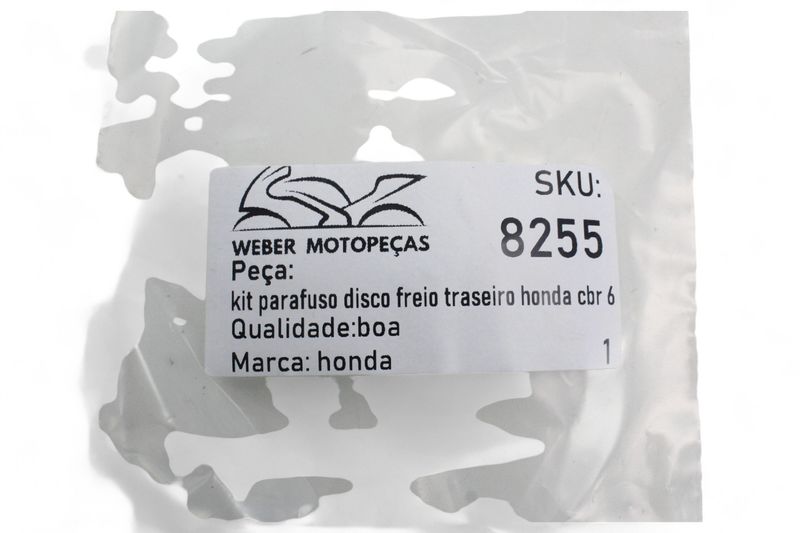 SKU:
8255
WEBER MOTOPEÇAS
Peça:
kit parafuso disco freio traseiro honda cbr 6
Qualidade:boa
Marca: honda
1